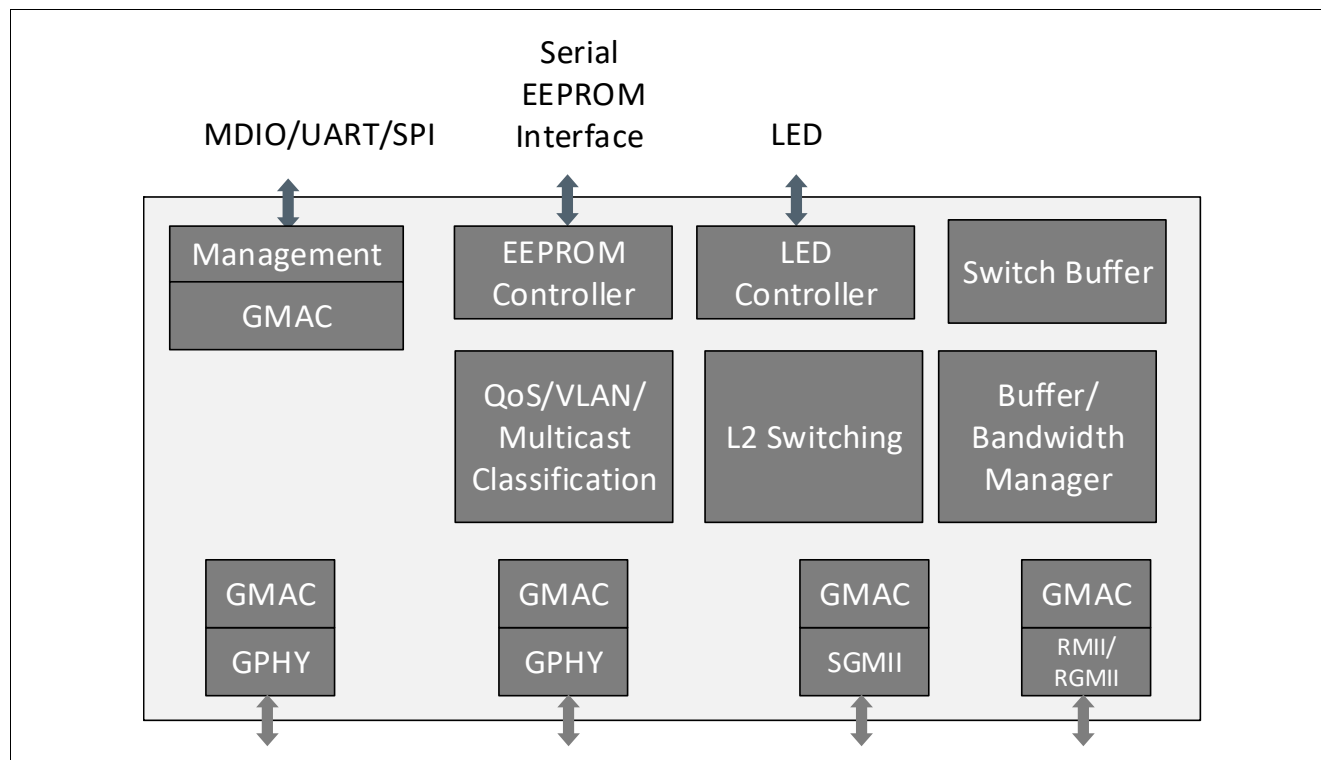 Serial
EEPROM
Interface
MDIO/UART/SPI
LED
Management
GMAC
EEPROM
Controller
LED
Controller
Switch Buffer
QoS/VLAN/
Multicast
Classification
L2 Switching
Buffer/
Bandwidth
Manager
GMAC
GPHY
GMAC
GPHY
GMAC
SGMII
GMAC
RMII/
RGMII